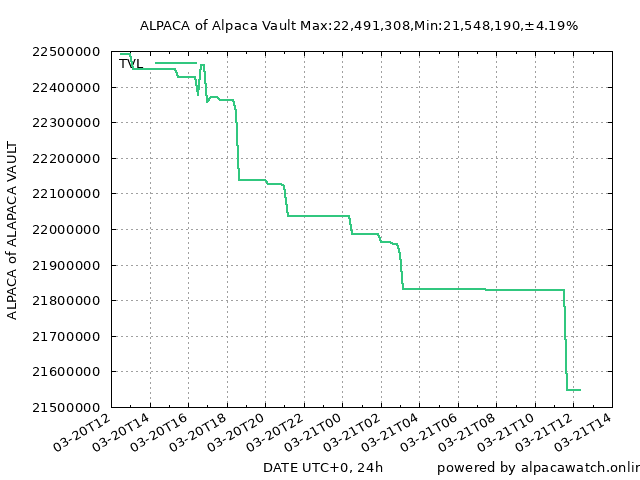 ALPACA of Alpaca Vault Max:22,491,308,Min:21,548,190,±4.19%
TVL
22500000
22400000
22300000
22200000
22100000
22000000
21900000
21800000
21700000
21600000
21500000
ALPACA of ALAPACA VAULT
03-20T12
03-20T14
03-20T16
03-20T18
03-20T20
03-20T22
03-21T00
03-21T02
03-21T04
03-21T06
03-21T08
03-21T10
03-21T12
03-21T14
DATE UTC+0, 24h
powered by alpacawatch.onlin